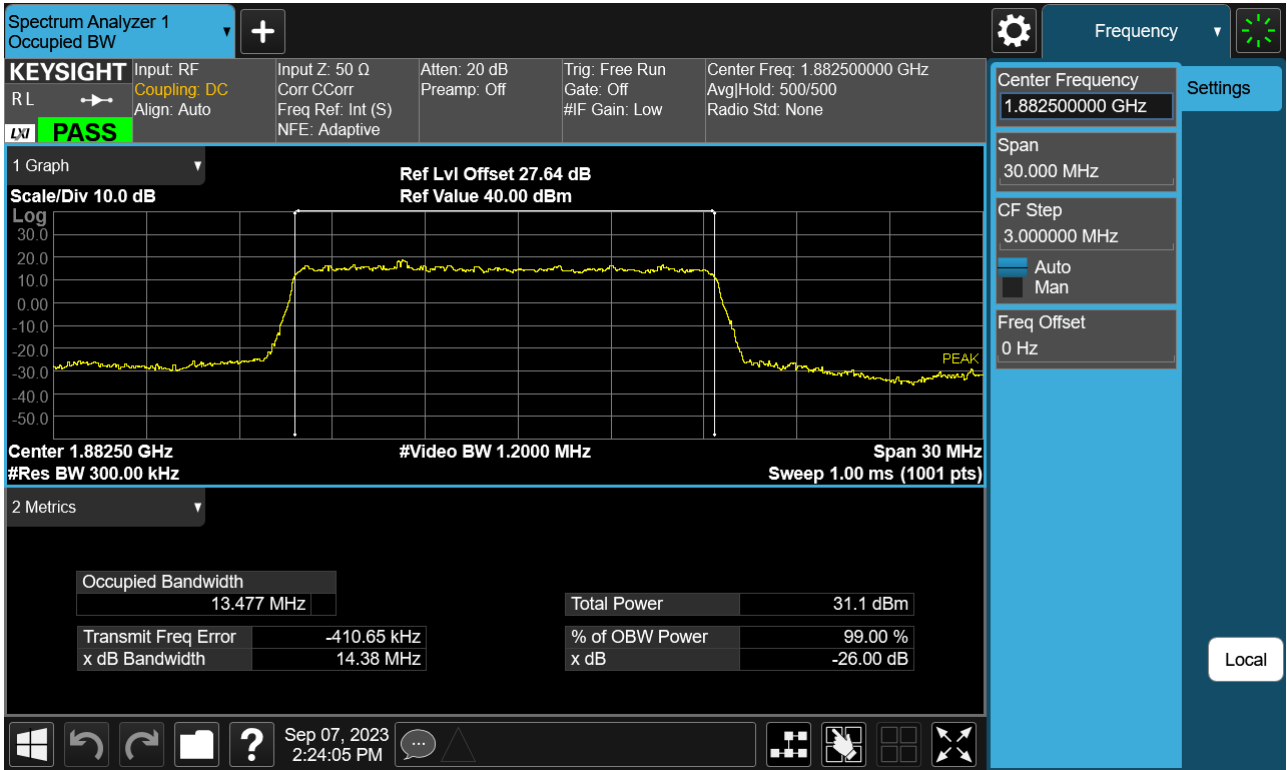 Spectrum Analyzer 1
Occupied BW
+
Frequency
KEYSIGHT
R L
LXI PASS
Input: RF
Coupling: DC
Align: Auto
Input Z: 50 Ω
Corr CCorr
Freq Ref: Int (S)
NFE: Adaptive
Atten: 20 dB
Preamp: Off
Trig: Free Run
Gate: Off
#IF Gain: Low
Center Freq: 1.882500000 GHz
Avg|Hold: 500/500
Radio Std: None
1 Graph
Scale/Div 10.0 dB
Ref Lvl Offset 27.64 dB
Ref Value 40.00 dBm
Log
30.0
20.0
10.0
0.00
-10.0
-20.0
-30.0
-40.0
-50.0
PEAK
Center 1.88250 GHz
#Res BW 300.00 kHz
#Video BW 1.2000 MHz
Span 30 MHz
Sweep 1.00 ms (1001 pts)
2 Metrics
Occupied Bandwidth
13.477 MHz
Transmit Freq Error -410.65 kHz
x dB Bandwidth 14.38 MHz
Total Power 31.1 dBm
% of OBW Power 99.00 %
x dB -26.00 dB
Center Frequency
1.882500000 GHz
Span
30.000 MHz
CF Step
3.000000 MHz
Auto
Man
Freq Offset
0 Hz
Settings
Local
?
Sep 07, 2023
2:24:05 PM